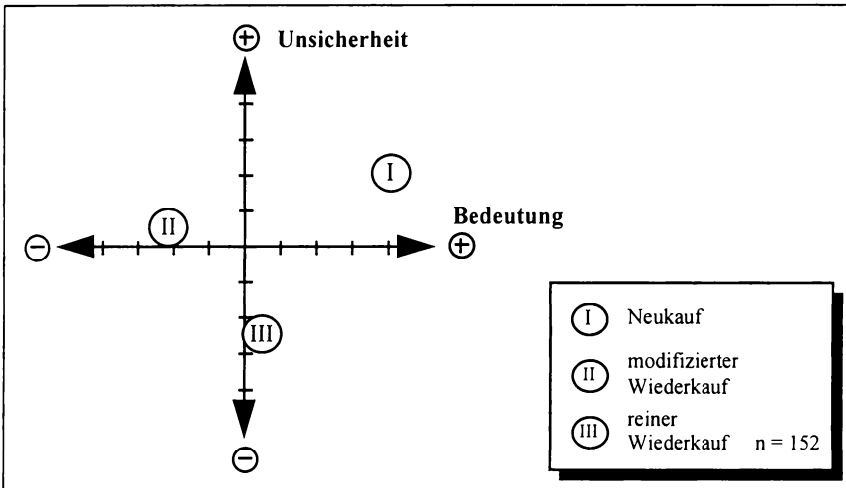 + Unsicherheit
I
II
Bedeutung
− +
III
−
I Neukauf
II modifizierter
Wiederkauf
III reiner
Wiederkauf n = 152